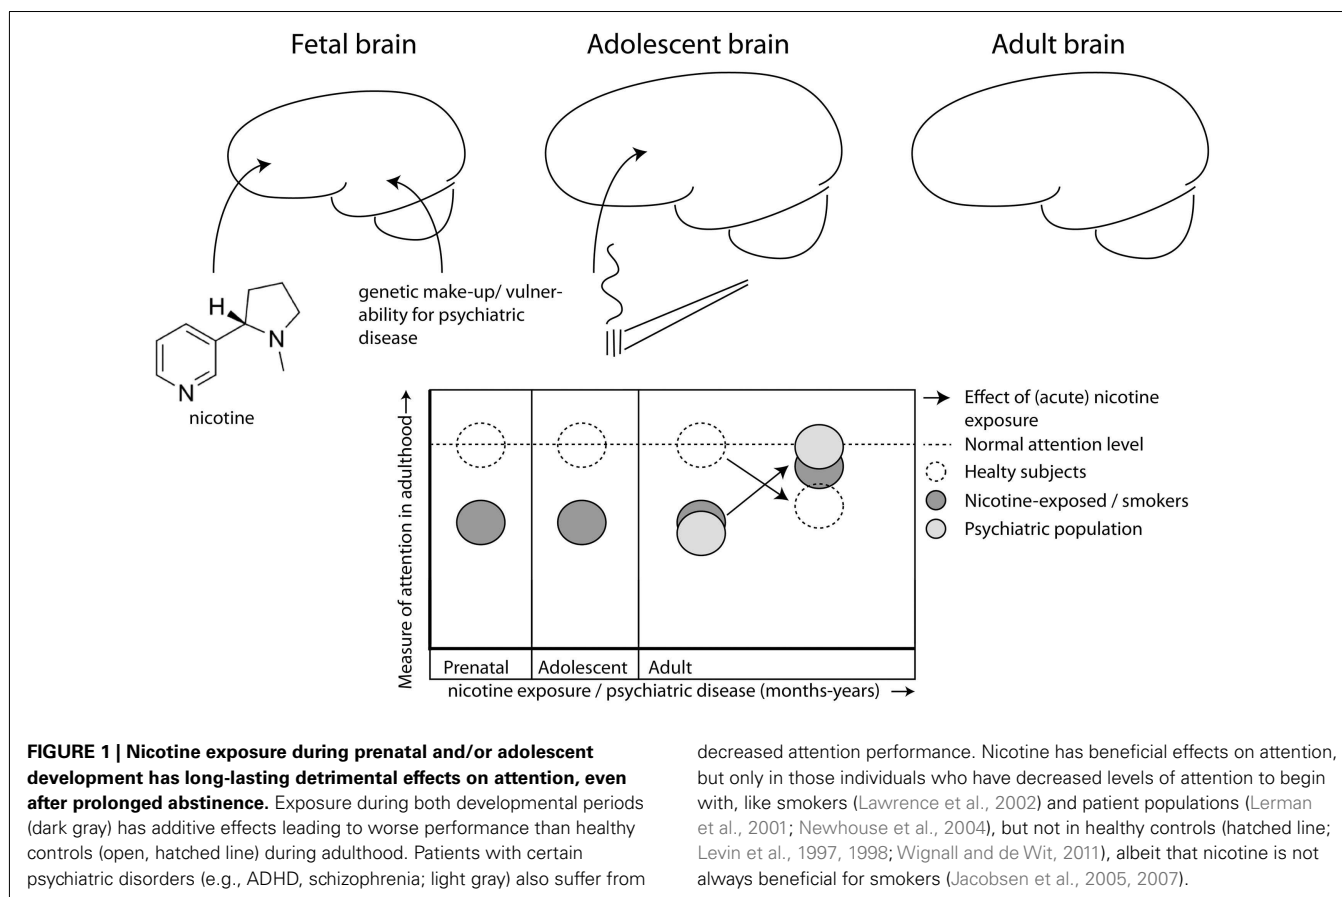 Fetal brain
Adolescent brain
Adult brain
genetic make-up/ vulner-
ability for psychiatric
disease
H
N
N
nicotine
Measure of attention in adulthood
Effect of (acute) nicotine
exposure
Normal attention level
Healty subjects
Nicotine-exposed / smokers
Psychiatric population
Prenatal
Adolescent
Adult
nicotine exposure / psychiatric disease (months-years)
FIGURE 1 | Nicotine exposure during prenatal and/or adolescent
development has long-lasting detrimental effects on attention, even
after prolonged abstinence. Exposure during both developmental periods
(dark gray) has additive effects leading to worse performance than healthy
controls (open, hatched line) during adulthood. Patients with certain
psychiatric disorders (e.g., ADHD, schizophrenia; light gray) also suffer from
decreased attention performance. Nicotine has beneficial effects on attention,
but only in those individuals who have decreased levels of attention to begin
with, like smokers (Lawrence et al., 2002) and patient populations (Lerman
et al., 2001; Newhouse et al., 2004), but not in healthy controls (hatched line;
Levin et al., 1997, 1998; Wignall and de Wit, 2011), albeit that nicotine is not
always beneficial for smokers (Jacobsen et al., 2005, 2007).